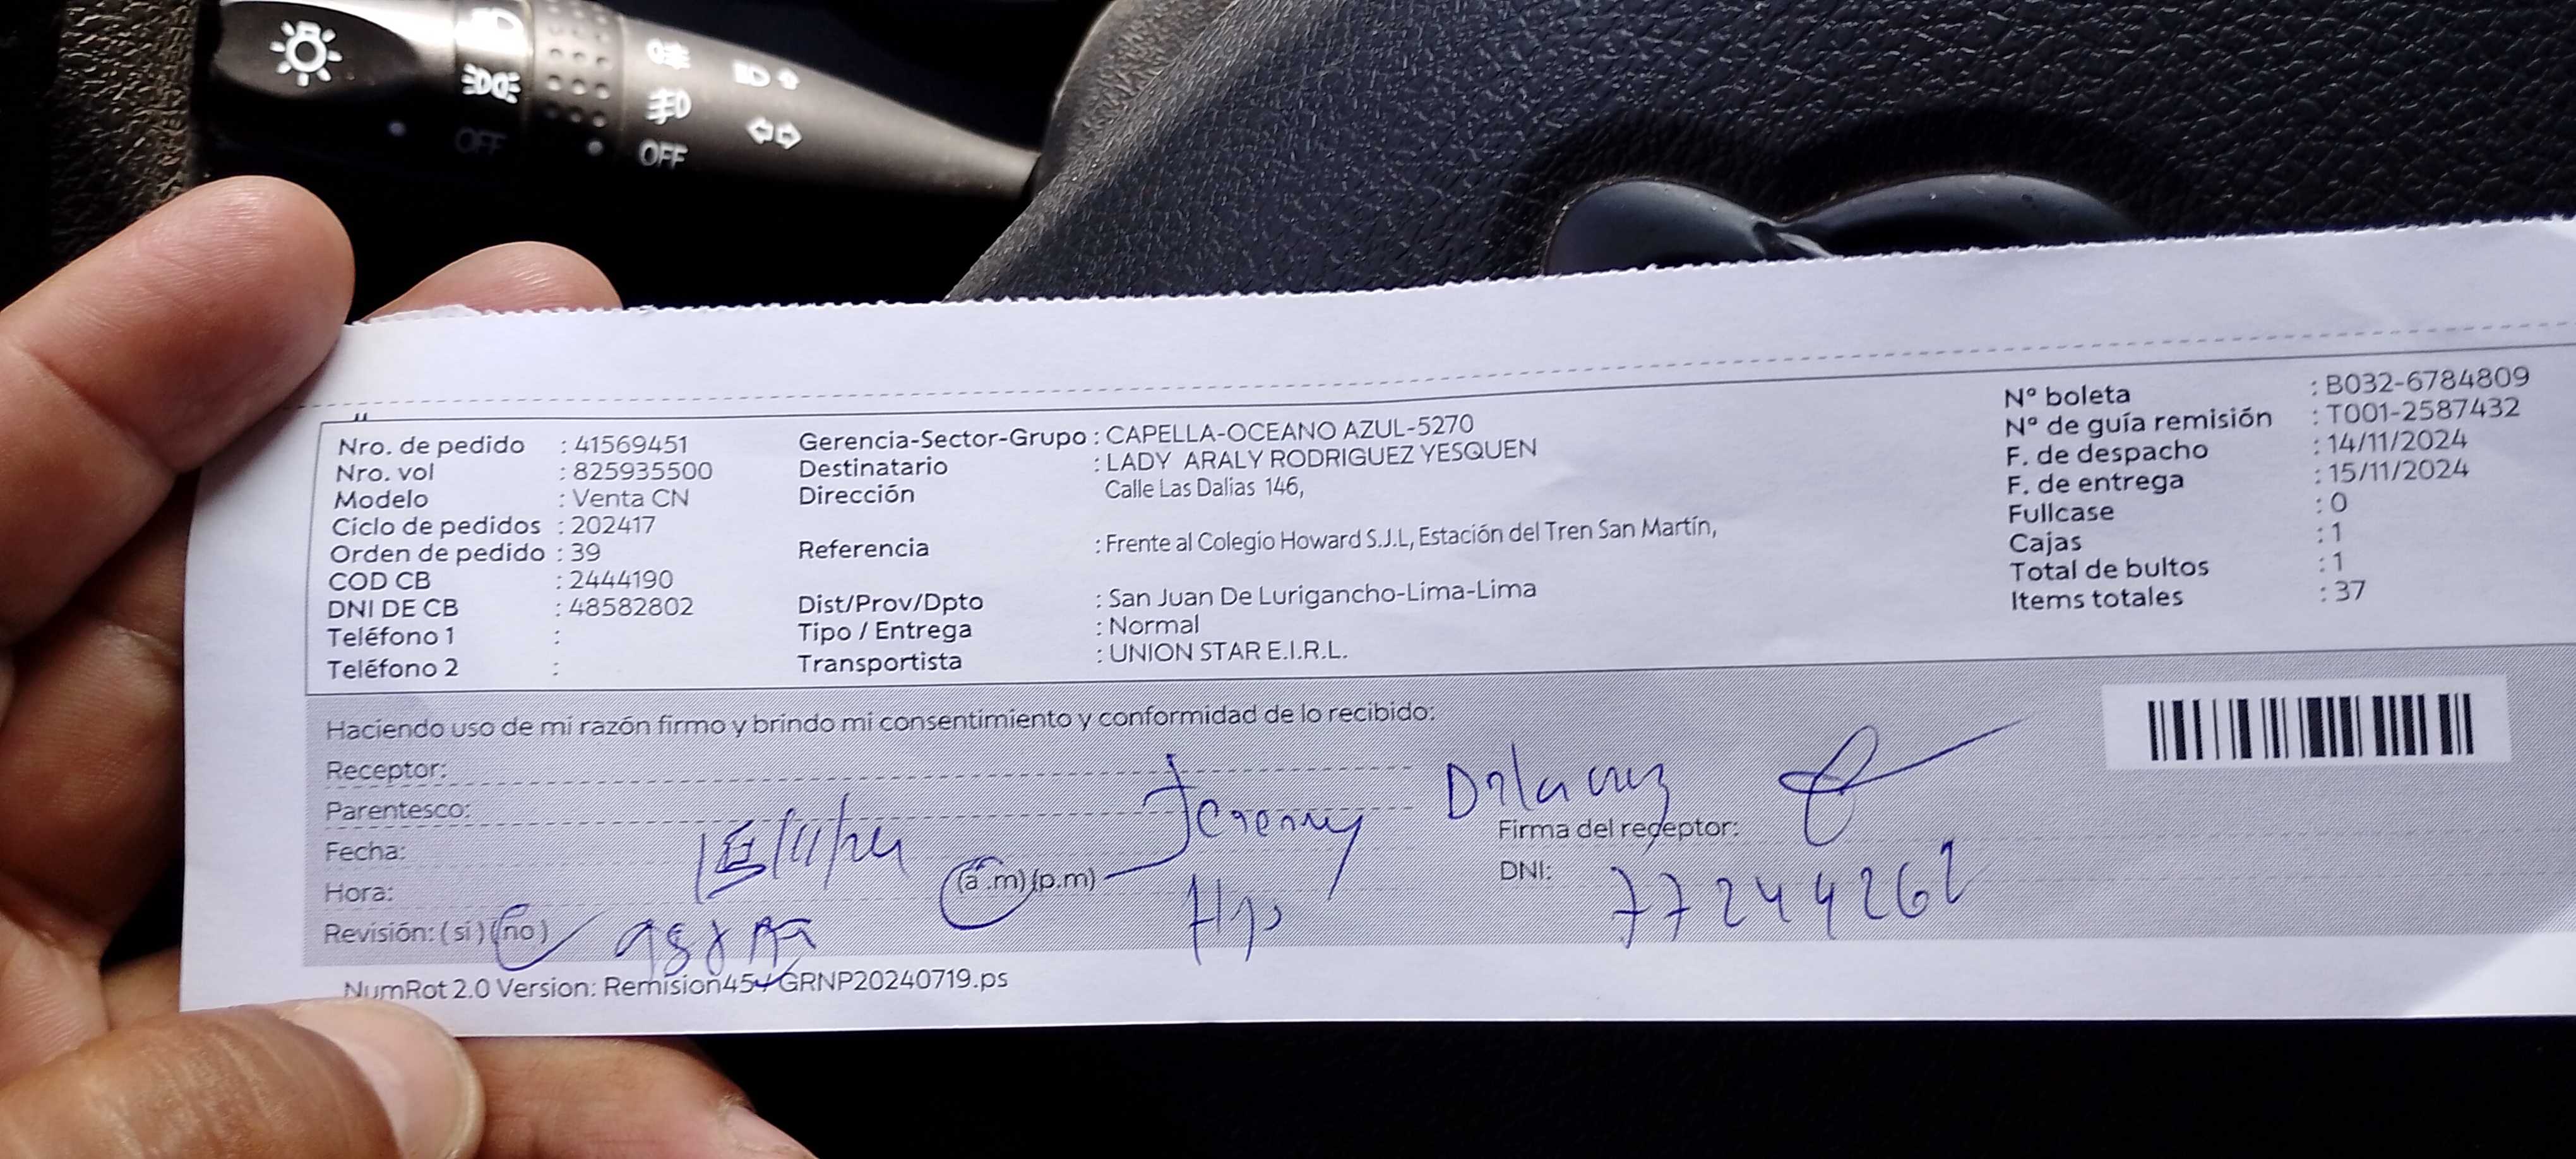 OFF
OFF
Nro. de pedido : 41569451
Nro. vol : 825935500
Modelo : Venta CN
Ciclo de pedidos : 202417
Orden de pedido : 39
COD CB : 2444190
DNI DE CB : 48582802
Teléfono 1 :
Teléfono 2 :
Gerencia-Sector-Grupo : CAPELLA-OCEANO AZUL-5270
Destinatario : LADY ARALY RODRIGUEZ YESQUEN
Dirección Calle Las Dalias 146,
Referencia : Frente al Colegio Howard S.J.L, Estación del Tren San Martín,
Dist/Prov/Dpto : San Juan De Lurigancho-Lima-Lima
Tipo / Entrega : Normal
Transportista : UNION STAR E.I.R.L.
N° boleta : B032-6784809
N° de guía remisión : T001-2587432
F. de despacho : 14/11/2024
F. de entrega : 15/11/2024
Fullcase : 0
Cajas : 1
Total de bultos : 1
Items totales : 37
Haciendo uso de mi razón firmo y brindo mi consentimiento y conformidad de lo recibido:
Receptor:
Parentesco:
Jeremy Delacruz
Fecha: 15/11/24
Firma del receptor:
Hora: (a.m)(p.m)
DNI: 77244262
Revisión: (si) (no)
NumRot 2.0 Version: Remision45 GRNP20240719.ps